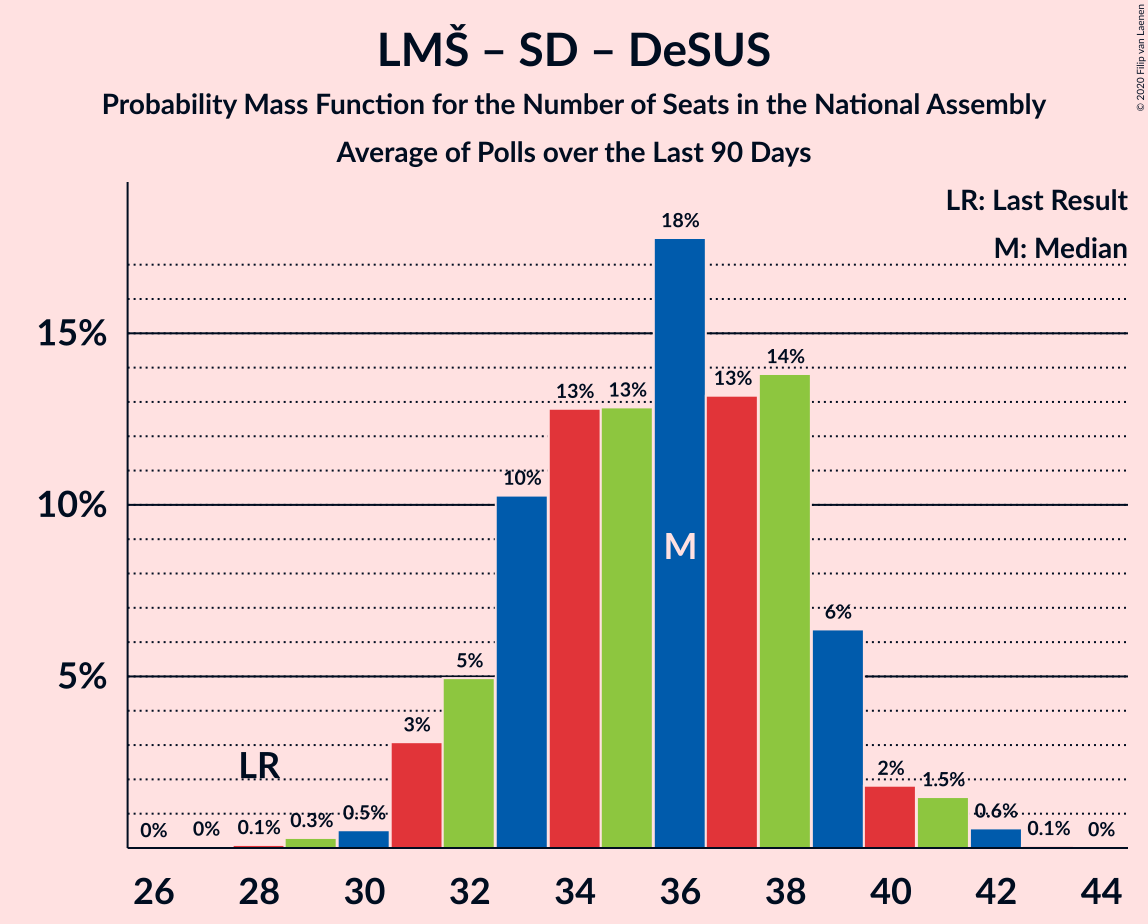 LMŠ – SD – DeSUS
Probability Mass Function for the Number of Seats in the National Assembly
Average of Polls over the Last 90 Days
© 2020 Filip van Laenen
LR: Last Result
M: Median
15%
10%
5%
0%
0%
0.1%
0.3%
0.5%
3%
5%
10%
13%
13%
18%
13%
14%
6%
2%
1.5%
0.6%
0.1%
0%
LR
M
26 28 30 32 34 36 38 40 42 44